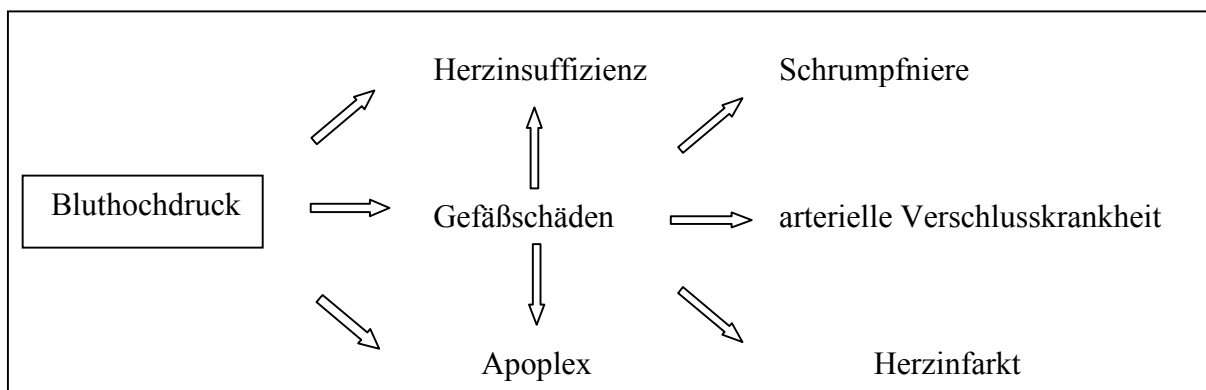 Herzinsuffizienz Schrumpfniere
Bluthochdruck Gefäßschäden arterielle Verschlusskrankheit
Apoplex Herzinfarkt